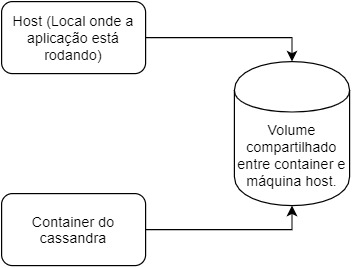 Host (Local onde a
aplicação está
rodando)
Volume
compartilhado
entre container e
máquina host.
Container do
cassandra